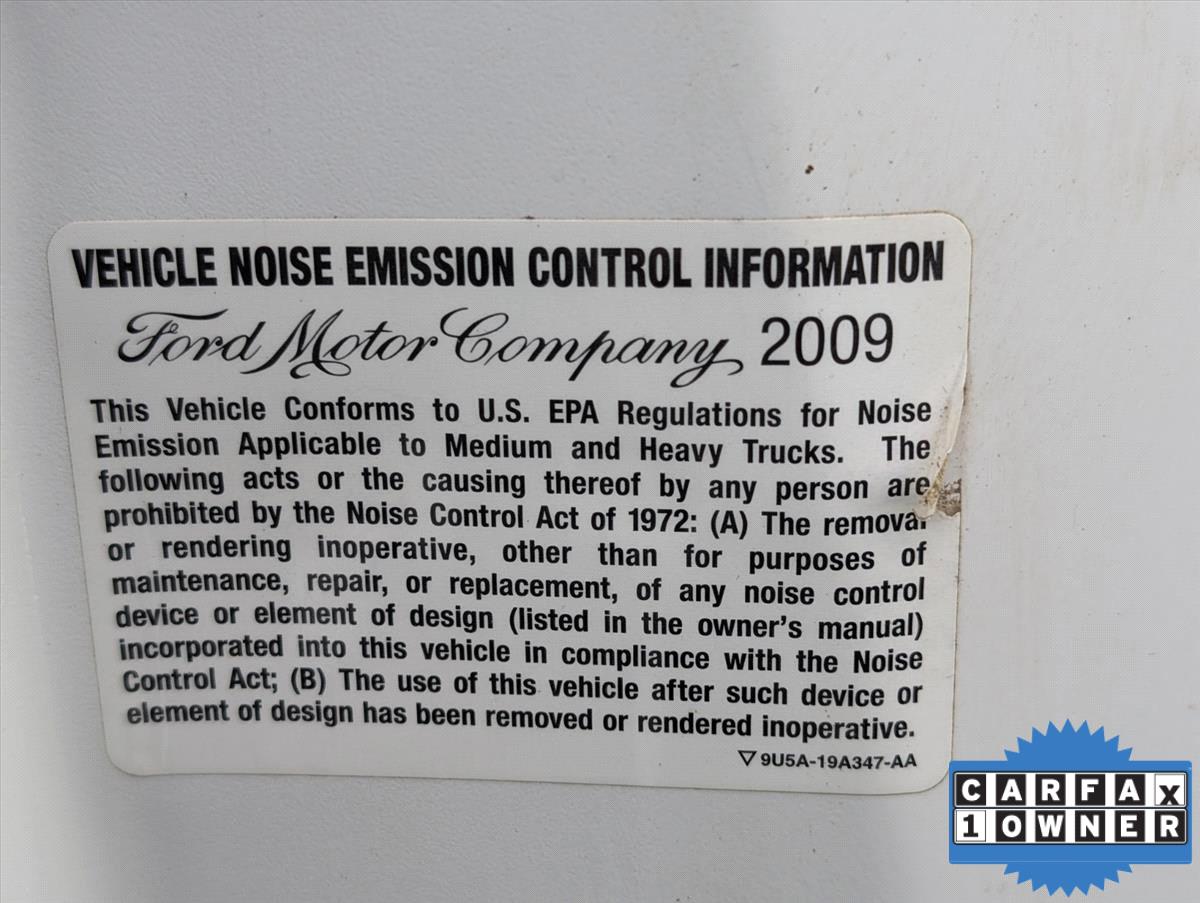 VEHICLE NOISE EMISSION CONTROL INFORMATION
Ford Motor Company 2009
This Vehicle Conforms to U.S. EPA Regulations for Noise
Emission Applicable to Medium and Heavy Trucks. The
following acts or the causing thereof by any person are
prohibited by the Noise Control Act of 1972: (A) The removal
or rendering inoperative, other than for purposes of
maintenance, repair, or replacement, of any noise control
device or element of design (listed in the owner's manual)
incorporated into this vehicle in compliance with the Noise
Control Act; (B) The use of this vehicle after such device or
element of design has been removed or rendered inoperative.
▽ 9U5A-19A347-AA
CARFAX
1 OWNER